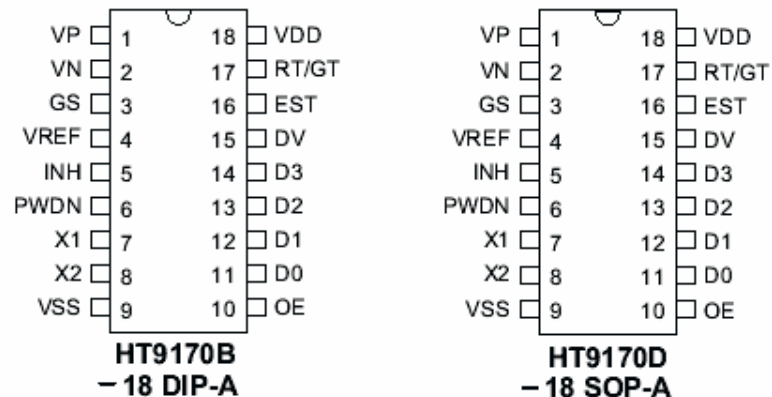 VP 1 18 VDD VP 1 18 VDD
VN 2 17 RT/GT VN 2 17 RT/GT
GS 3 16 EST GS 3 16 EST
VREF 4 15 DV VREF 4 15 DV
INH 5 14 D3 INH 5 14 D3
PWDN 6 13 D2 PWDN 6 13 D2
X1 7 12 D1 X1 7 12 D1
X2 8 11 D0 X2 8 11 D0
VSS 9 10 OE VSS 9 10 OE
HT9170B HT9170D
– 18 DIP-A – 18 SOP-A